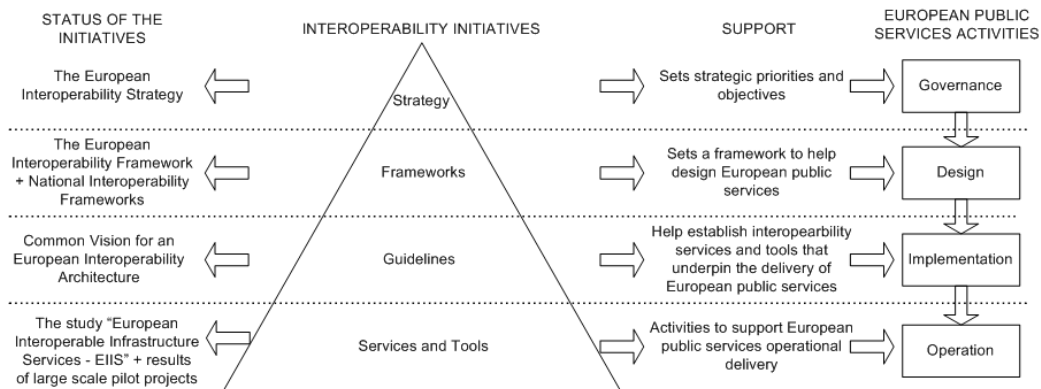 STATUS OF THE
INITIATIVES
INTEROPERABILITY INITIATIVES
SUPPORT
EUROPEAN PUBLIC
SERVICES ACTIVITIES
The European
Interoperability Strategy
Strategy
Sets strategic priorities and
objectives
Governance
The European
Interoperability Framework
+ National Interoperability
Frameworks
Frameworks
Sets a framework to help
design European public
services
Design
Common Vision for an
European Interoperability
Architecture
Guidelines
Help establish interopearbility
services and tools that
underpin the delivery of
European public services
Implementation
The study “European
Interoperable Infrastructure
Services - EIIS” + results
of large scale pilot projects
Services and Tools
Activities to support European
public services operational
delivery
Operation